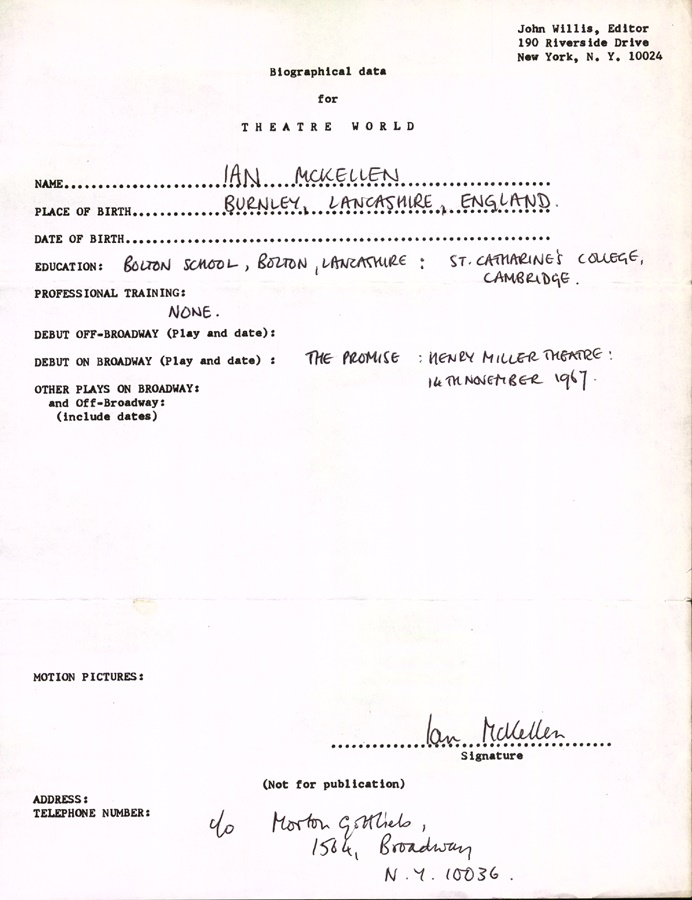 John Willis, Editor
190 Riverside Drive
New York, N. Y. 10024
Biographical data
for
THEATRE WORLD
NAME IAN MCKELLEN
PLACE OF BIRTH BURNLEY, LANCASHIRE, ENGLAND.
DATE OF BIRTH
EDUCATION: BOLTON SCHOOL, BOLTON, LANCASHIRE : ST. CATHARINE'S COLLEGE,
CAMBRIDGE.
PROFESSIONAL TRAINING:
NONE.
DEBUT OFF-BROADWAY (Play and date):
DEBUT ON BROADWAY (Play and date) : THE PROMISE : HENRY MILLER THEATRE :
14TH NOVEMBER 1967.
OTHER PLAYS ON BROADWAY:
and Off-Broadway:
(include dates)
MOTION PICTURES:
Ian McKellen
Signature
(Not for publication)
ADDRESS:
TELEPHONE NUMBER:
c/o Morton Gottlieb,
1564, Broadway
N.Y. 10036.